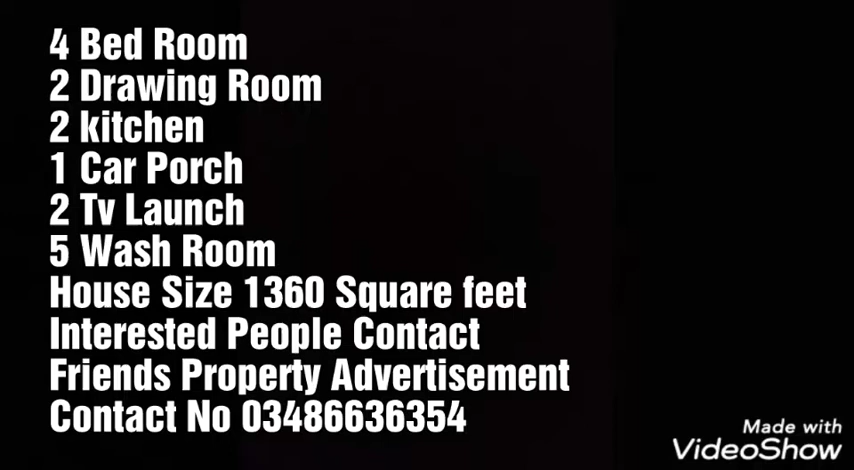 4 Bed Room
2 Drawing Room
2 kitchen
1 Car Porch
2 Tv Launch
5 Wash Room
House Size 1360 Square feet
Interested People Contact
Friends Property Advertisement
Contact No 03486636354
Made with
VideoShow